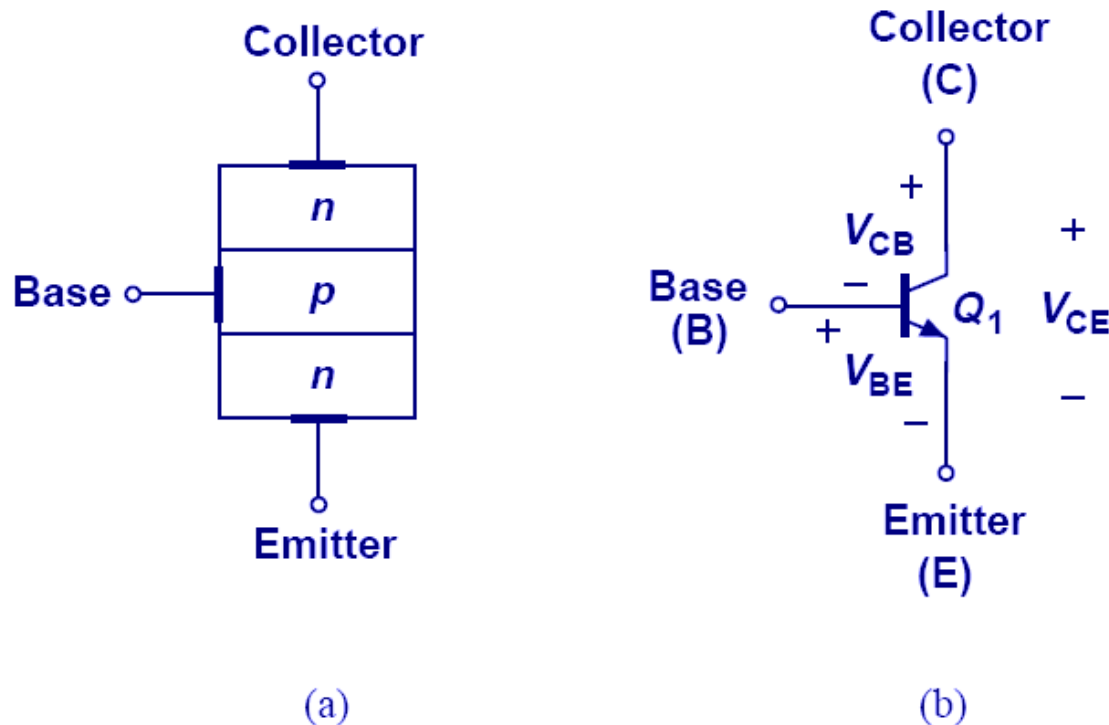 Collector
n
Base
p
n
Emitter
(a)
Collector
(C)
+
V_CB
+
Base
−
Q_1
V_CE
(B)
+
V_BE
−
−
Emitter
(E)
(b)